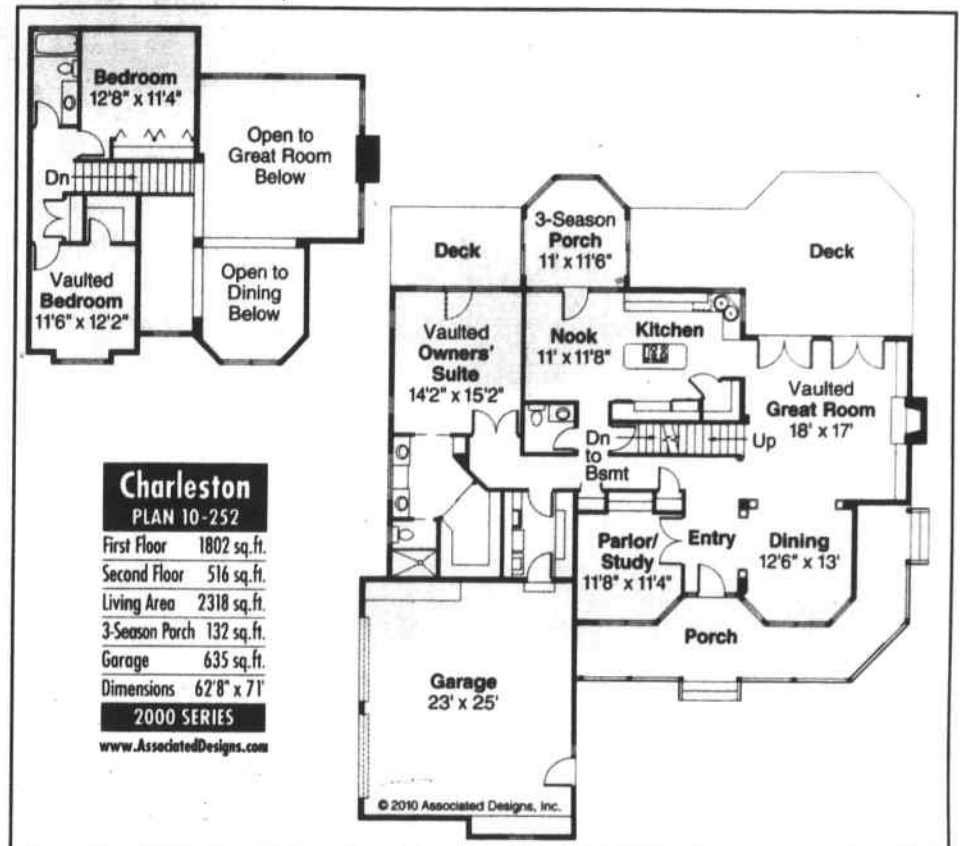 Bedroom
12'8" x 11'4"
Open to
Great Room
Below
Dn
Vaulted
Bedroom
11'6" x 12'2"
Open to
Dining
Below
Deck
3-Season
Porch
11' x 11'6"
Deck
Vaulted
Owners'
Suite
14'2" x 15'2"
Nook
11' x 11'8"
Kitchen
Vaulted
Great Room
18' x 17'
Dn
to
Bsmt
Up
Parlor/
Study
11'8" x 11'4"
Entry
Dining
12'6" x 13'
Porch
Garage
23' x 25'
© 2010 Associated Designs, Inc.
Charleston
PLAN 10-252
First Floor 1802 sq.ft.
Second Floor 516 sq.ft.
Living Area 2318 sq.ft.
3-Season Porch 132 sq.ft.
Garage 635 sq.ft.
Dimensions 62'8" x 71'
2000 SERIES
www.AssociatedDesigns.com